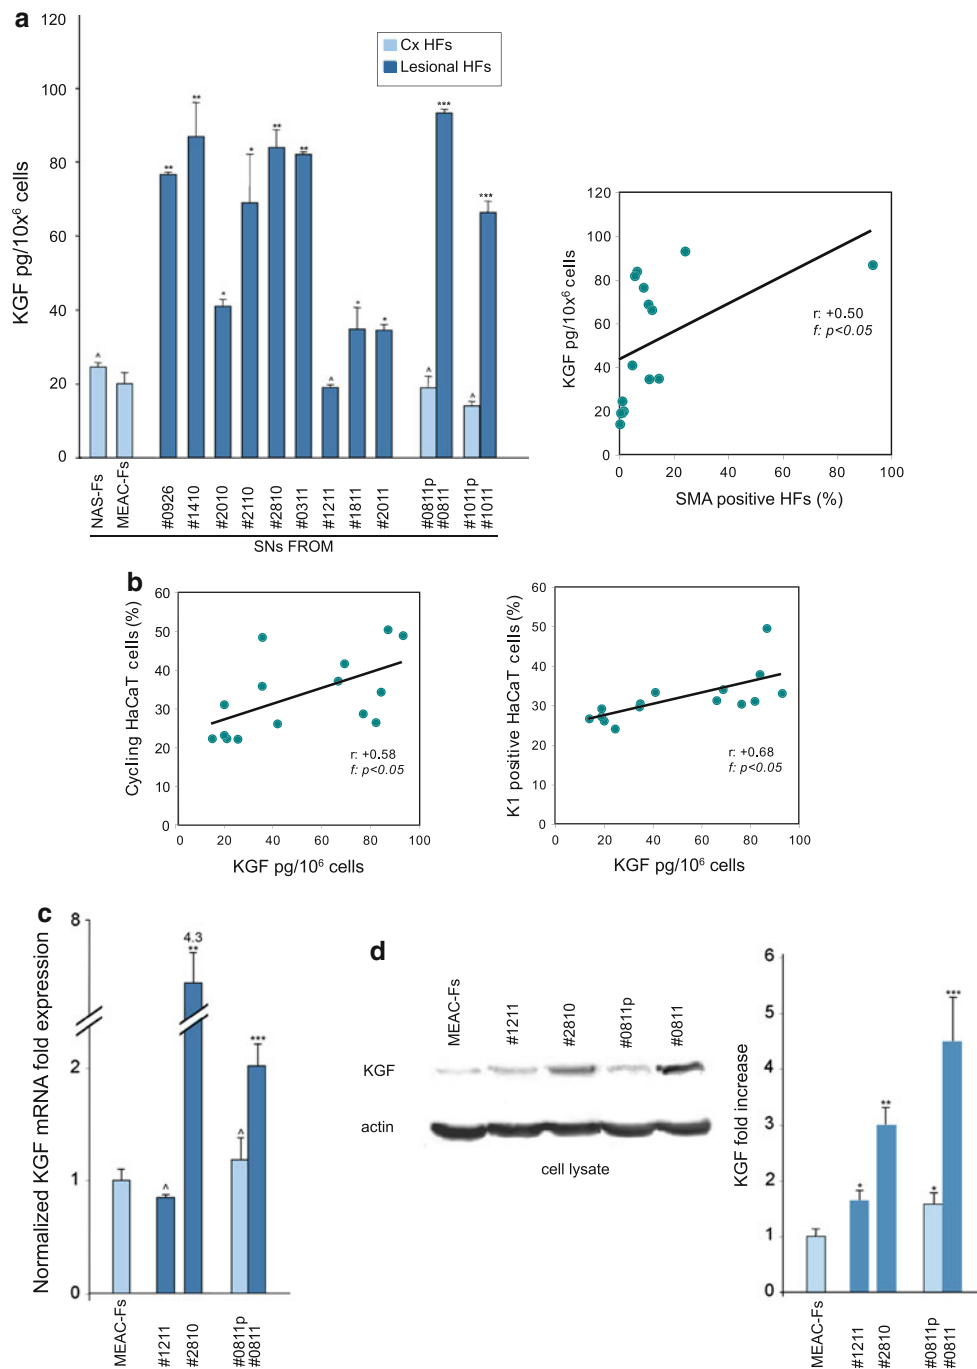 a
120
100
80
60
40
20
0
KGF pg/10x⁶ cells
Cx HFs
Lesional HFs
^
**
**
*
*
**
**
^
*
*
^
***
^
***
NAS-Fs
MEAC-Fs
#0926
#1410
#2010
#2110
#2810
#0311
#1211
#1811
#2011
#0811p
#0811
#1011p
#1011
SNs FROM
120
100
80
60
40
20
0
KGF pg/10x⁶ cells
r: +0.50
f: p<0.05
0 20 40 60 80 100
SMA positive HFs (%)
b
60
50
40
30
20
10
0
Cycling HaCaT cells (%)
r: +0.58
f: p<0.05
0 20 40 60 80 100
KGF pg/10⁶ cells
60
50
40
30
20
10
0
K1 positive HaCaT cells (%)
r: +0.68
f: p<0.05
0 20 40 60 80 100
KGF pg/10⁶ cells
c
8
2
1
0
Normalized KGF mRNA fold expression
^
4.3
**
^
***
MEAC-Fs
#1211
#2810
#0811p
#0811
d
MEAC-Fs
#1211
#2810
#0811p
#0811
KGF
actin
cell lysate
6
5
4
3
2
1
0
KGF fold increase
*
**
*
***
MEAC-Fs
#1211
#2810
#0811p
#0811